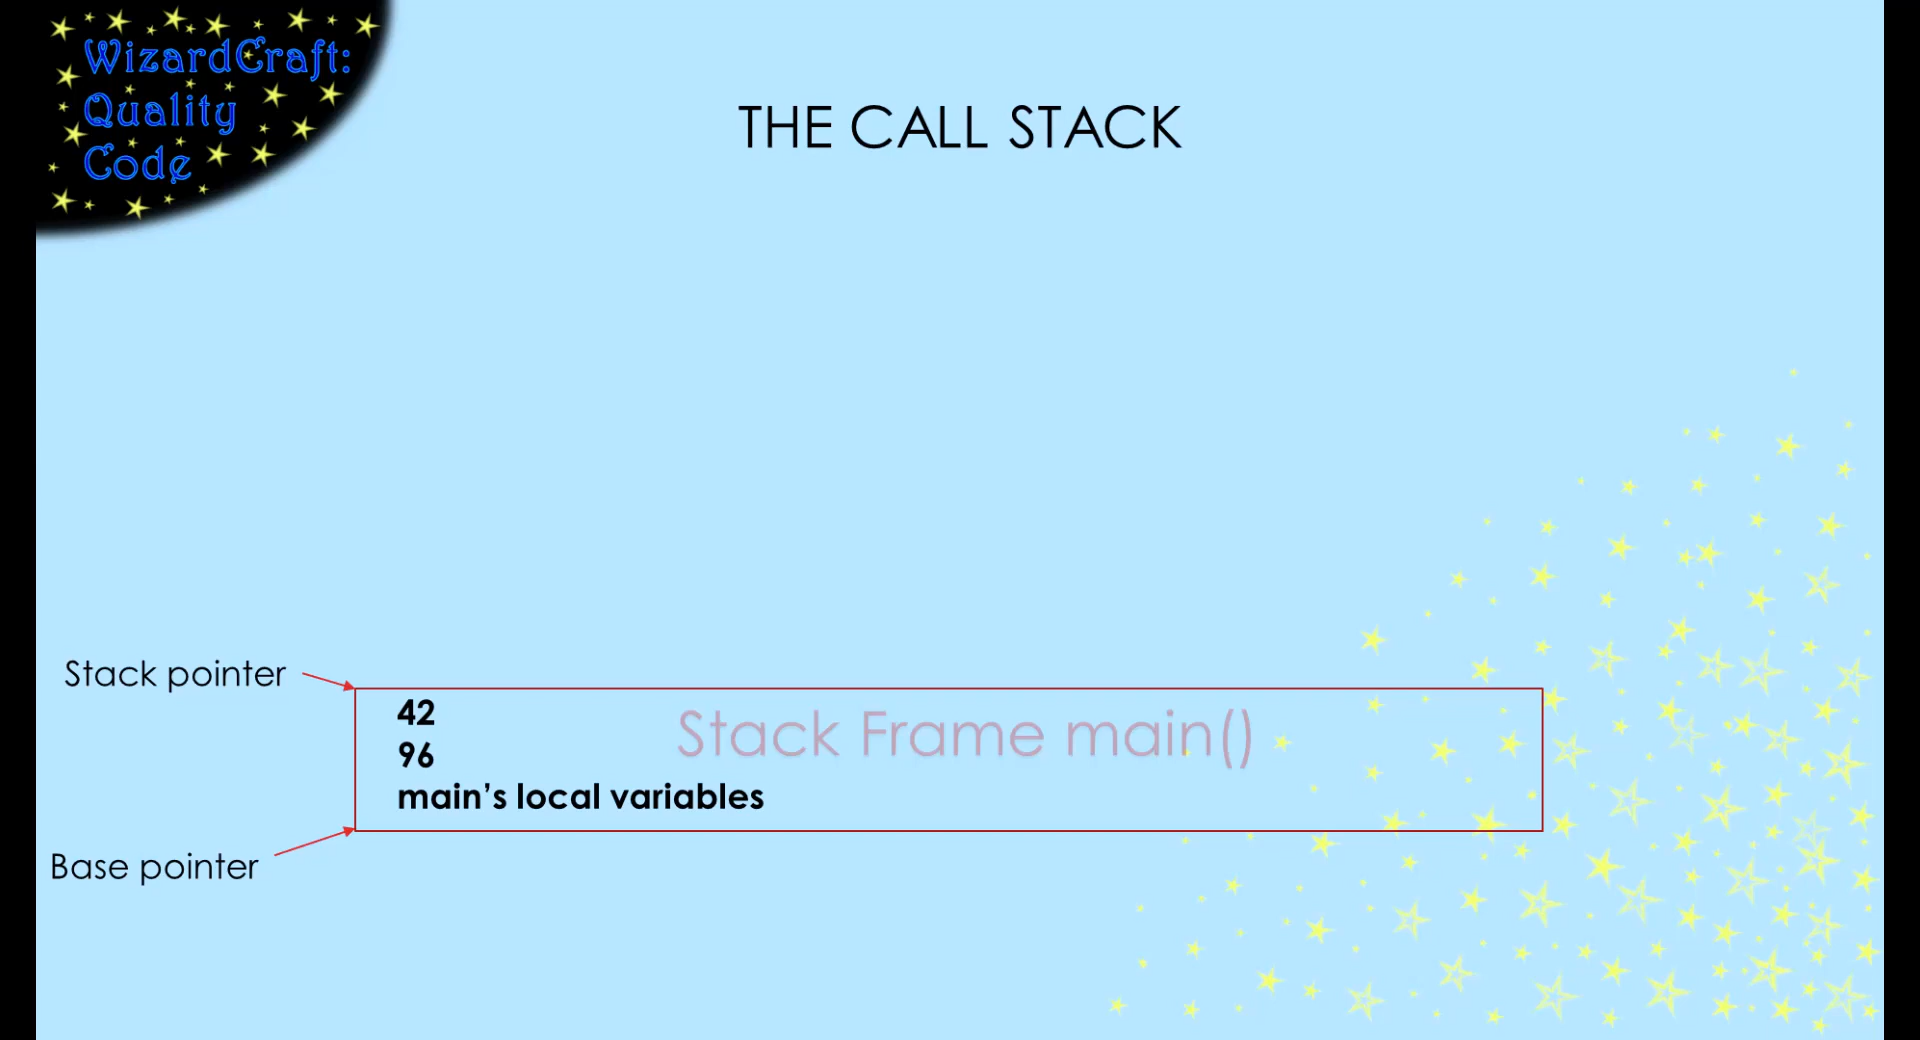 WizardCraft:
Quality
Code
THE CALL STACK
Stack pointer
42
Stack Frame main()
96
main’s local variables
Base pointer